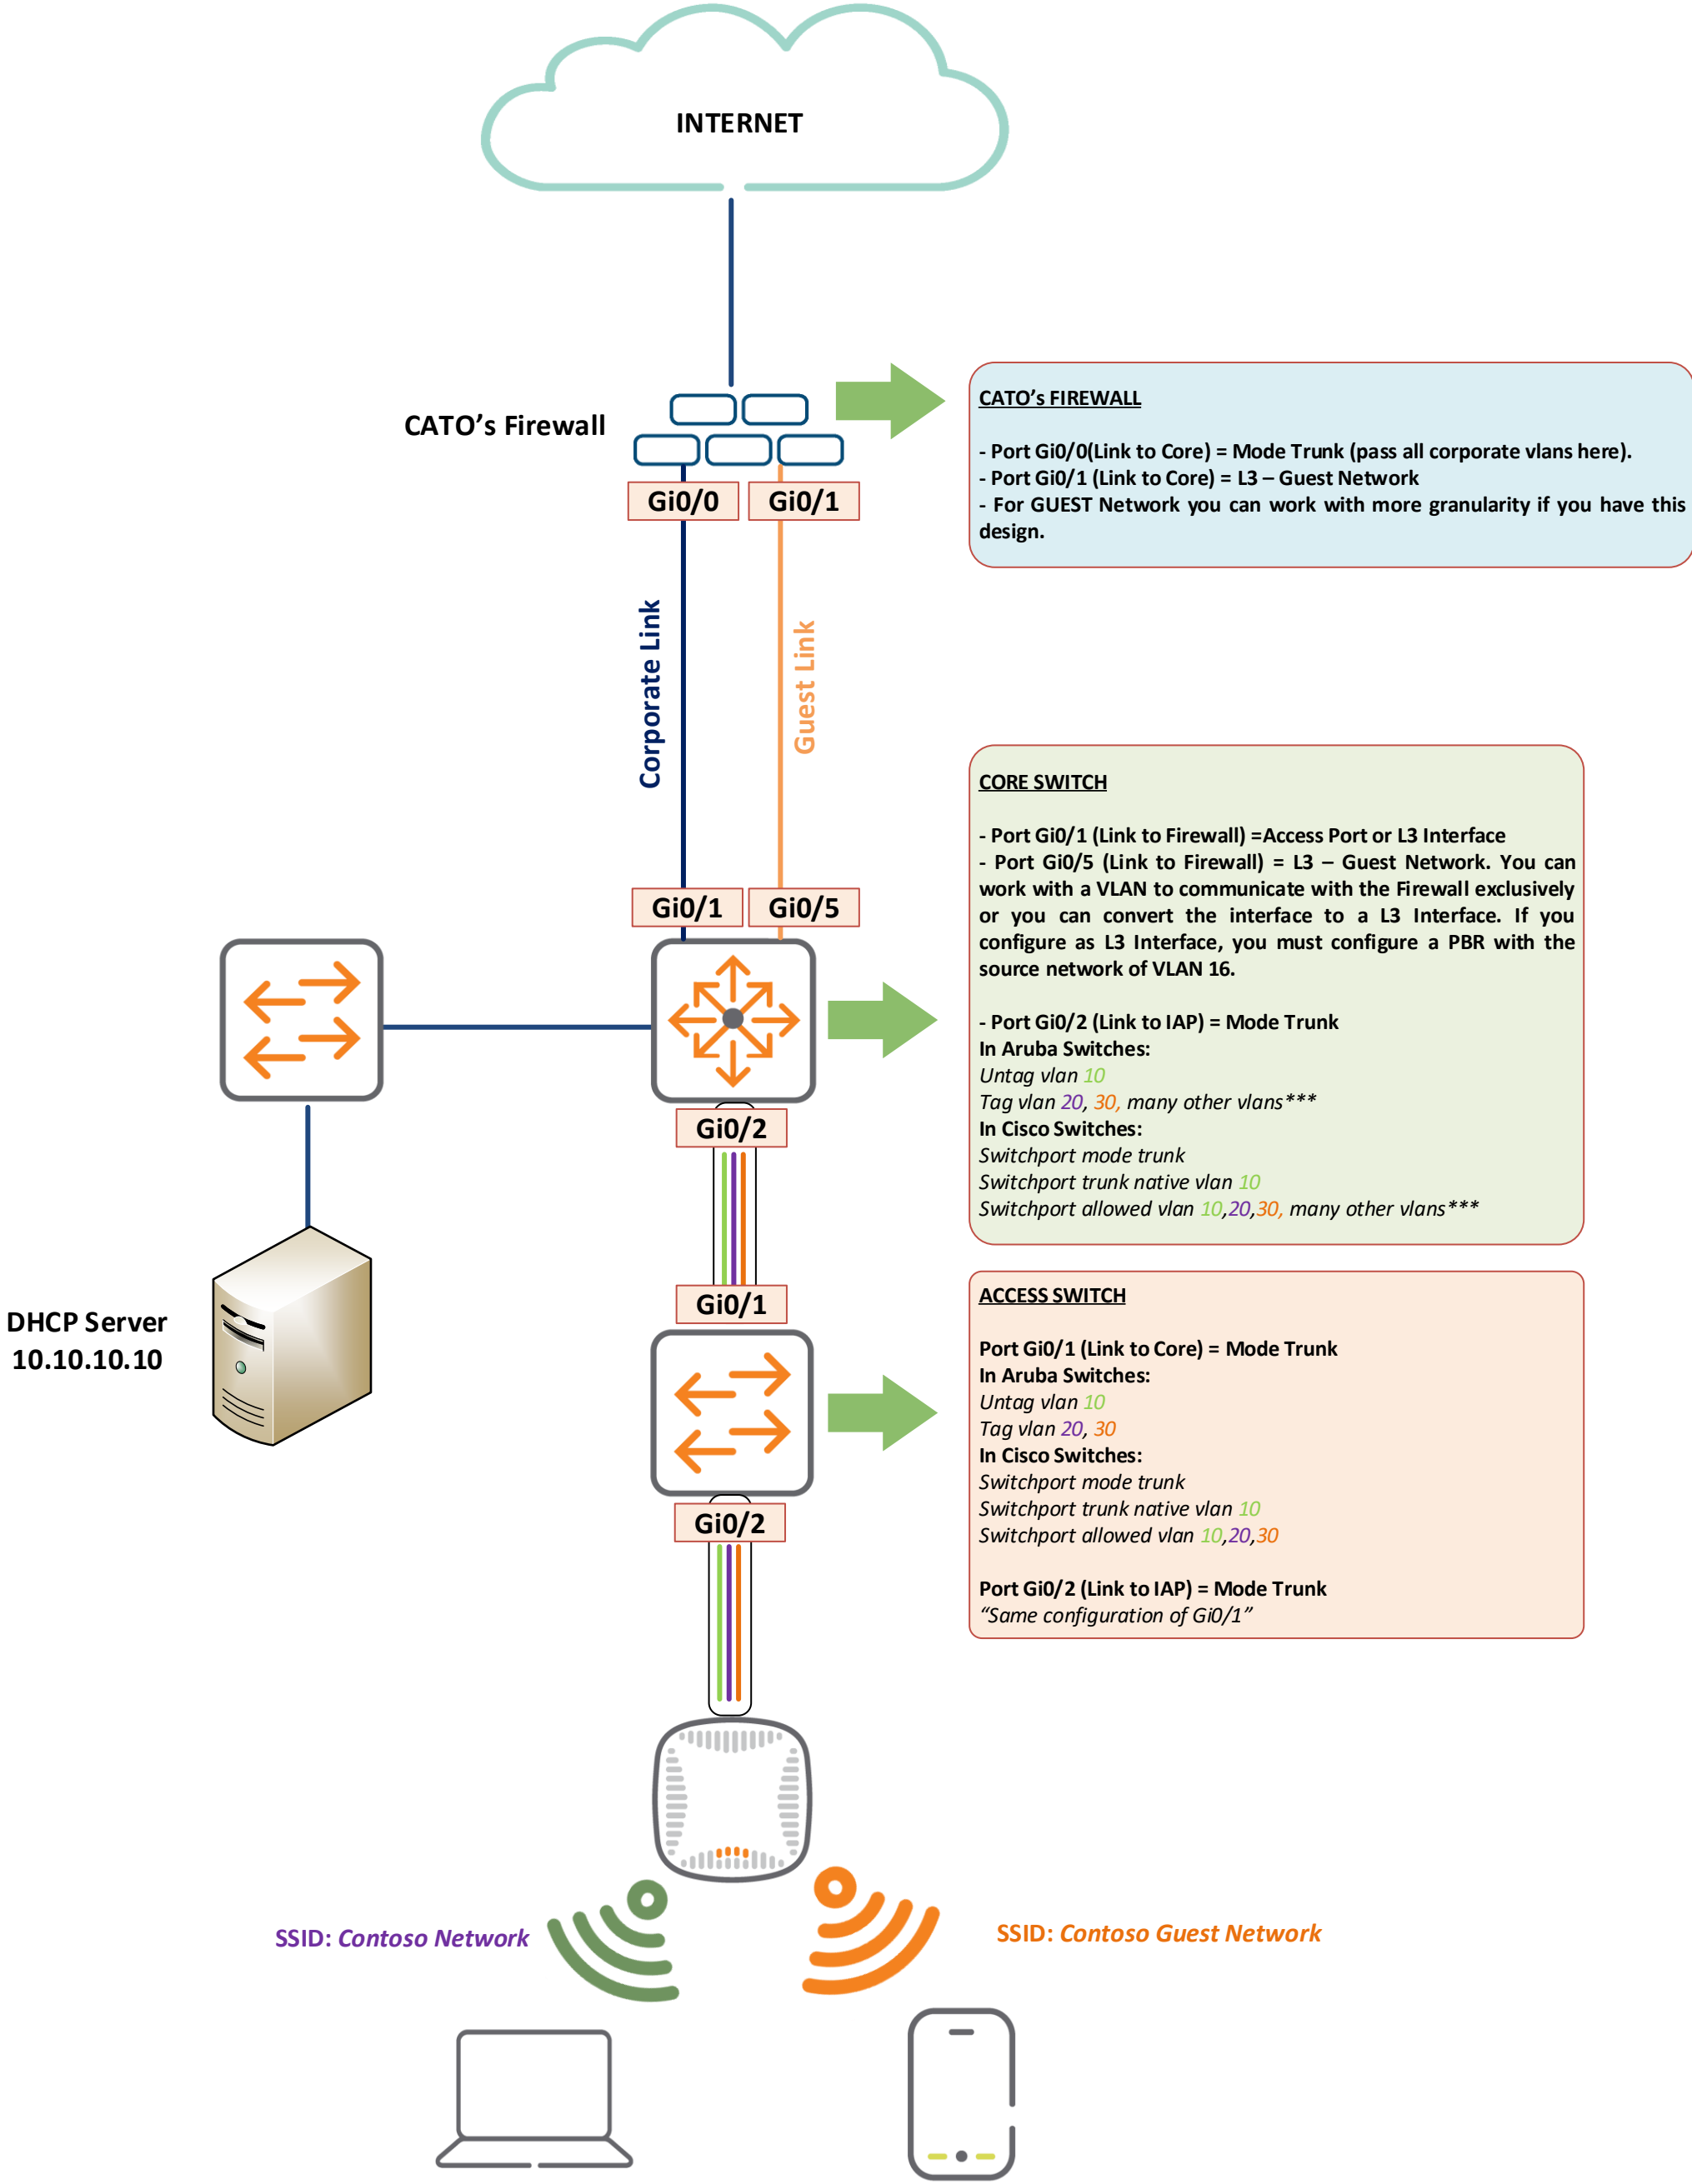 INTERNET
CATO's Firewall
CATO's FIREWALL
- Port Gi0/0(Link to Core) = Mode Trunk (pass all corporate vlans here).
- Port Gi0/1 (Link to Core) = L3 – Guest Network
- For GUEST Network you can work with more granularity if you have this
design.
Gi0/0
Gi0/1
Corporate Link
Guest Link
CORE SWITCH
- Port Gi0/1 (Link to Firewall) =Access Port or L3 Interface
- Port Gi0/5 (Link to Firewall) = L3 – Guest Network. You can
work with a VLAN to communicate with the Firewall exclusively
or you can convert the interface to a L3 Interface. If you
configure as L3 Interface, you must configure a PBR with the
source network of VLAN 16.
- Port Gi0/2 (Link to IAP) = Mode Trunk
In Aruba Switches:
Untag vlan 10
Tag vlan 20, 30, many other vlans***
In Cisco Switches:
Switchport mode trunk
Switchport trunk native vlan 10
Switchport allowed vlan 10,20,30, many other vlans***
Gi0/1
Gi0/5
Gi0/2
Gi0/1
DHCP Server
10.10.10.10
ACCESS SWITCH
Port Gi0/1 (Link to Core) = Mode Trunk
In Aruba Switches:
Untag vlan 10
Tag vlan 20, 30
In Cisco Switches:
Switchport mode trunk
Switchport trunk native vlan 10
Switchport allowed vlan 10,20,30
Port Gi0/2 (Link to IAP) = Mode Trunk
“Same configuration of Gi0/1”
Gi0/2
SSID: Contoso Network
SSID: Contoso Guest Network